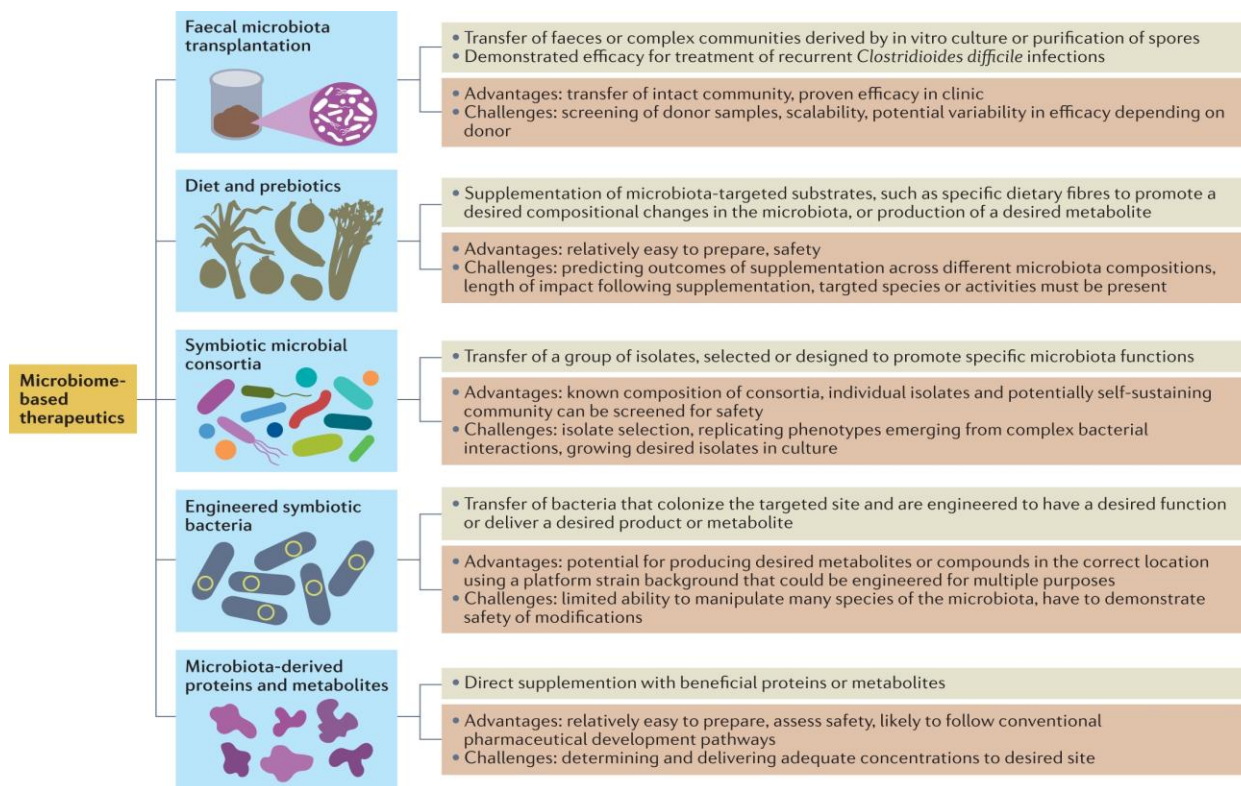 Microbiome-
based
therapeutics
Faecal microbiota
transplantation
• Transfer of faeces or complex communities derived by in vitro culture or purification of spores
• Demonstrated efficacy for treatment of recurrent Clostridioides difficile infections
• Advantages: transfer of intact community, proven efficacy in clinic
• Challenges: screening of donor samples, scalability, potential variability in efficacy depending on
donor
Diet and prebiotics
• Supplementation of microbiota-targeted substrates, such as specific dietary fibres to promote a
desired compositional changes in the microbiota, or production of a desired metabolite
• Advantages: relatively easy to prepare, safety
• Challenges: predicting outcomes of supplementation across different microbiota compositions,
length of impact following supplementation, targted species or activities must be present
Symbiotic microbial
consortia
• Transfer of a group of isolates, selected or designed to promote specific microbiota functions
• Advantages: known composition of consortia, individual isolates and potentially self-sustaining
community can be screened for safety
• Challenges: isolate selection, replicating phenotypes emerging from complex bacterial
interactions, growing desired isolates in culture
Engineered symbiotic
bacteria
• Transfer of bacteria that colonize the targeted site and are engineered to have a desired function
or deliver a desired product or metabolite
• Advantages: potential for producing desired metabolites or compounds in the correct location
using a platform strain background that could be engineered for multiple purposes
• Challenges: limited ability to manipulate many species of the microbiota, have to demonstrate
safety of modifications
Microbiota-derived
proteins and metabolites
• Direct supplemention with beneficial proteins or metabolites
• Advantages: relatively easy to prepare, assess safety, likely to follow conventional
pharmaceutical development pathways
• Challenges: determining and delivering adequate concentrations to desired site